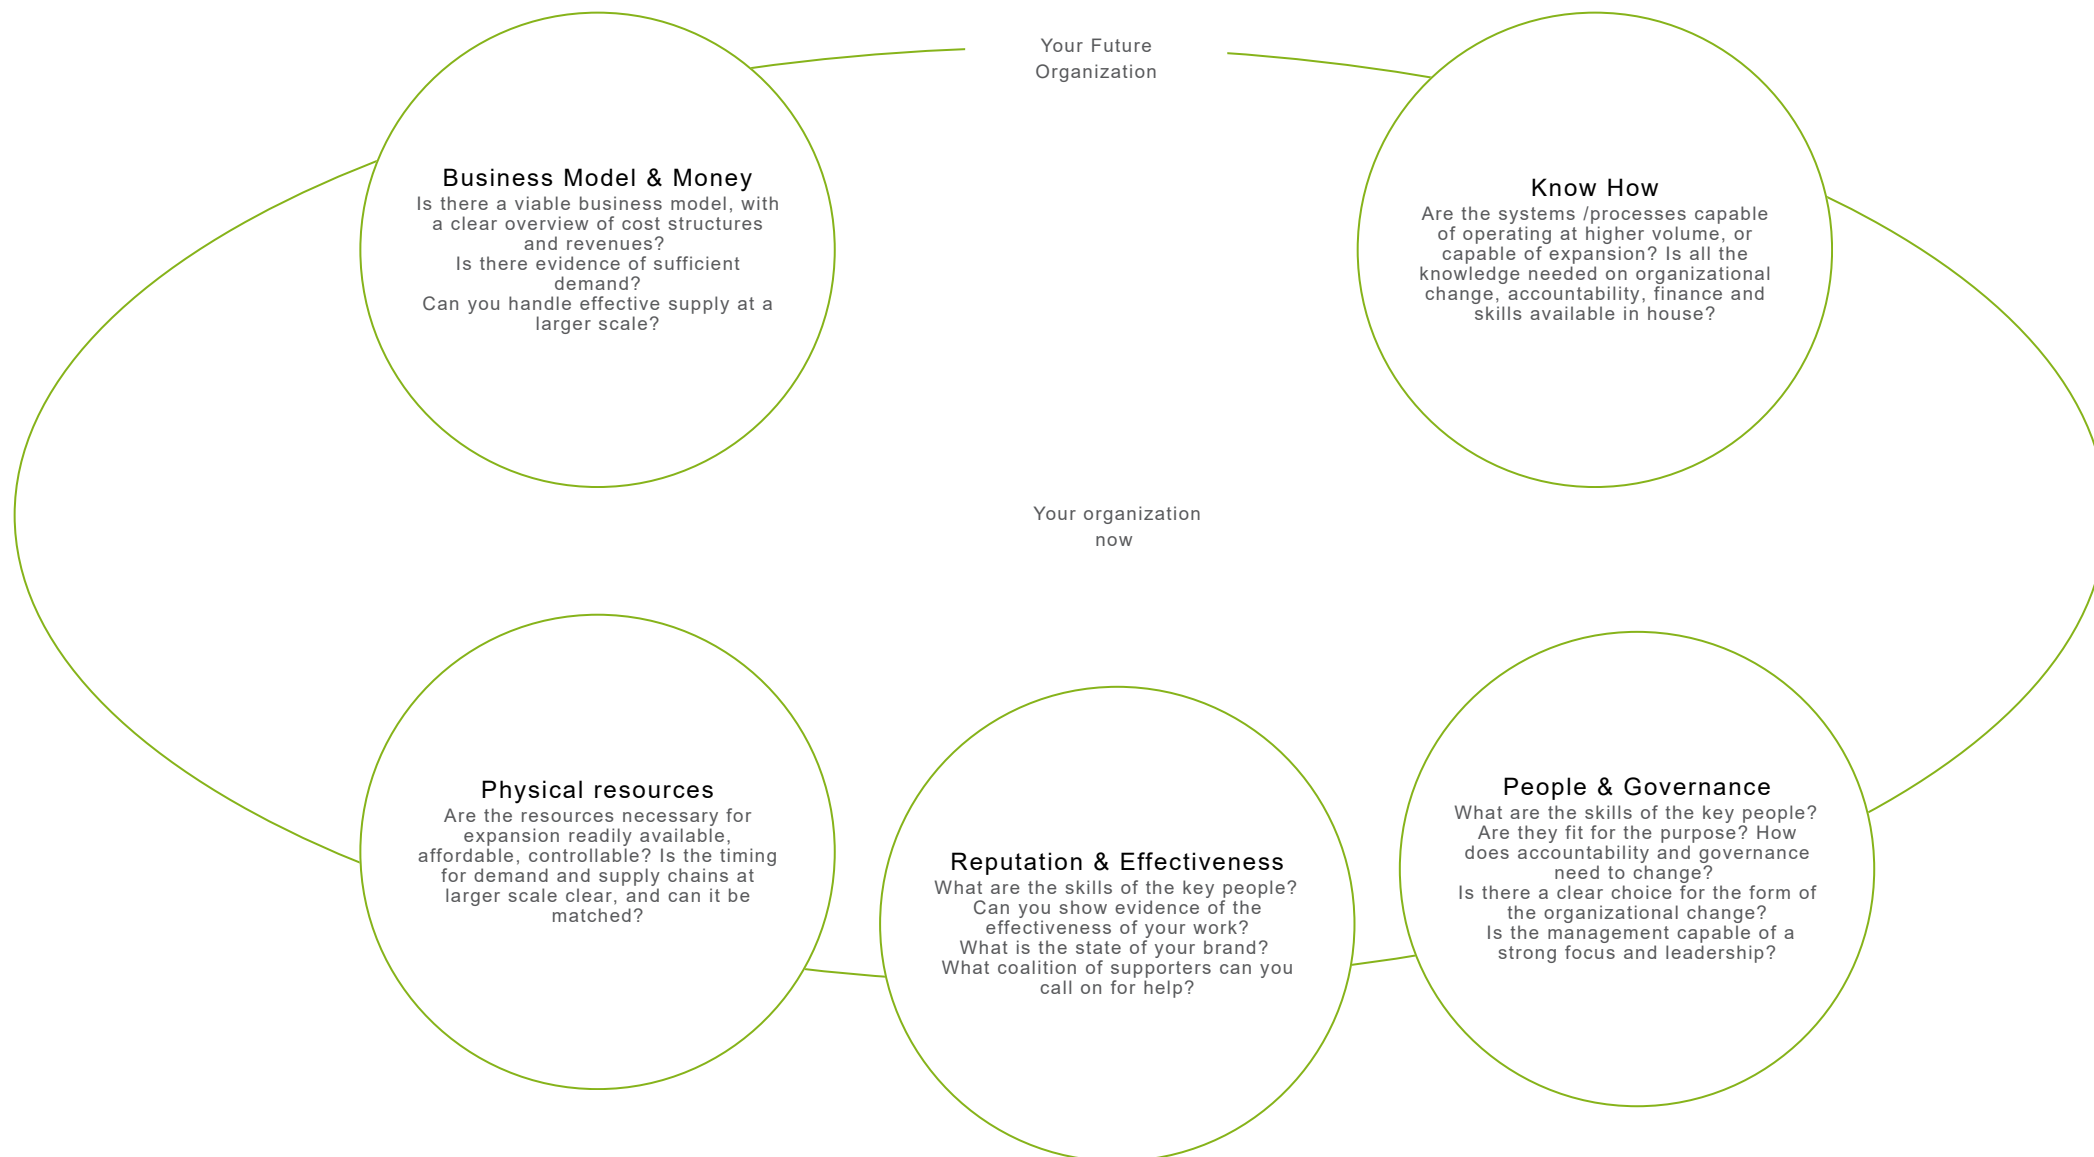 Your Future
Organization
Business Model & Money
Is there a viable business model, with
a clear overview of cost structures
and revenues?
Is there evidence of sufficient
demand?
Can you handle effective supply at a
larger scale?
Know How
Are the systems /processes capable
of operating at higher volume, or
capable of expansion? Is all the
knowledge needed on organizational
change, accountability, finance and
skills available in house?
Your organization
now
Physical resources
Are the resources necessary for
expansion readily available,
affordable, controllable? Is the timing
for demand and supply chains at
larger scale clear, and can it be
matched?
Reputation & Effectiveness
What are the skills of the key people?
Can you show evidence of the
effectiveness of your work?
What is the state of your brand?
What coalition of supporters can you
call on for help?
People & Governance
What are the skills of the key people?
Are they fit for the purpose? How
does accountability and governance
need to change?
Is there a clear choice for the form of
the organizational change?
Is the management capable of a
strong focus and leadership?